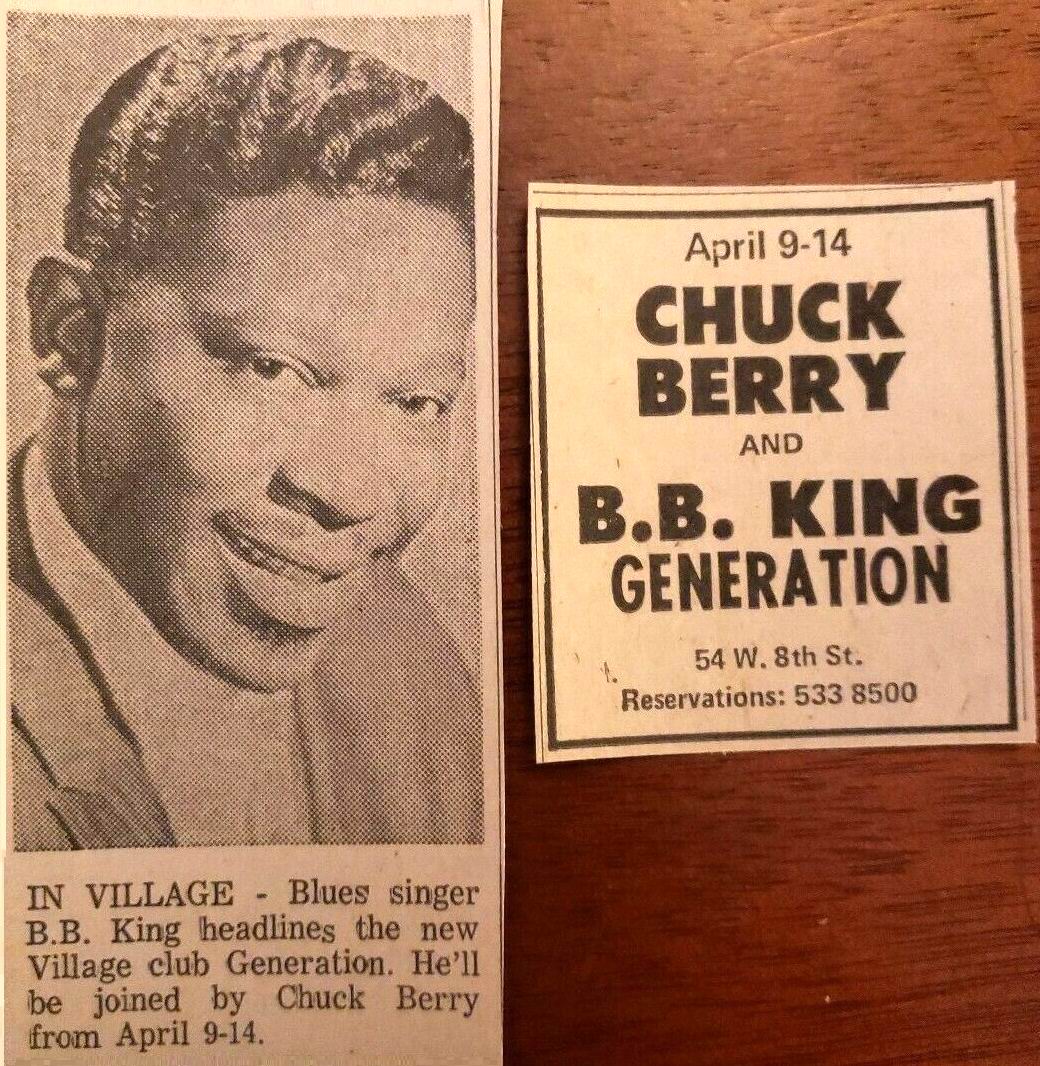 IN VILLAGE - Blues singer
B.B. King headlines the new
Village club Generation. He'll
be joined by Chuck Berry
from April 9-14.
April 9-14
CHUCK
BERRY
AND
B.B. KING
GENERATION
54 W. 8th St.
Reservations: 533 8500